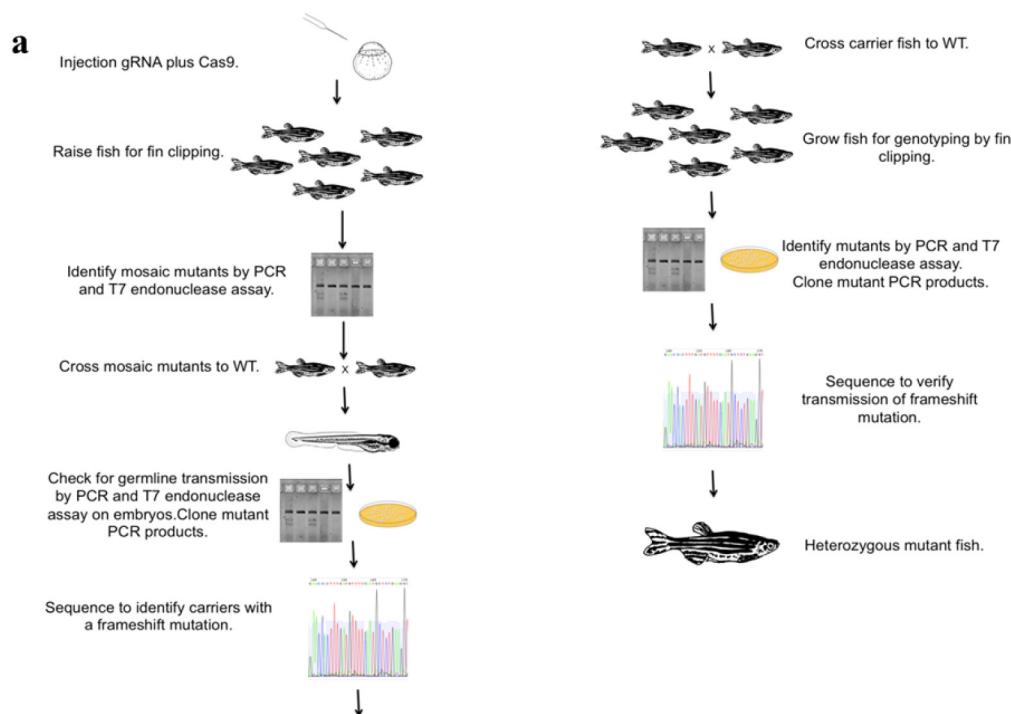 a
Injection gRNA plus Cas9.
Raise fish for fin clipping.
Identify mosaic mutants by PCR
and T7 endonuclease assay.
Cross mosaic mutants to WT.
X
Check for germline transmission
by PCR and T7 endonuclease
assay on embryos.Clone mutant
PCR products.
Sequence to identify carriers with
a frameshift mutation.
Cross carrier fish to WT.
X
Grow fish for genotyping by fin
clipping.
Identify mutants by PCR and T7
endonuclease assay.
Clone mutant PCR products.
Sequence to verify
transmission of frameshift
mutation.
Heterozygous mutant fish.